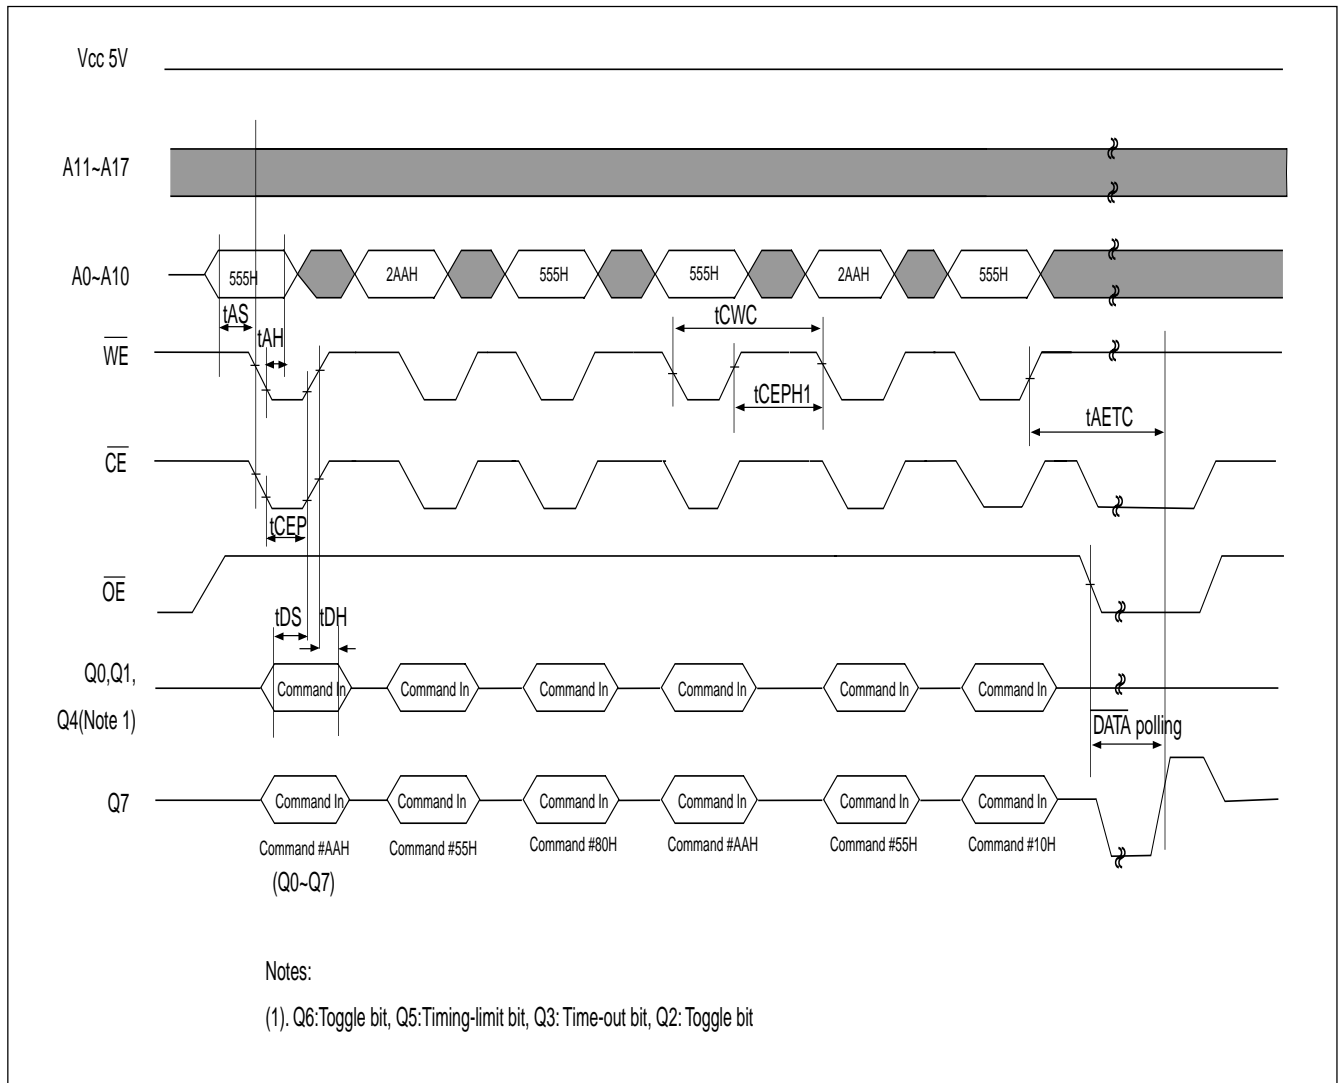 Vcc 5V
A11~A17
A0~A10
555H
2AAH
555H
555H
2AAH
555H
tAS
tAH
tCWC
WE
tCEPH1
tAETC
CE
tCEP
OE
tDS
tDH
Q0,Q1,
Q4(Note 1)
Command In
Command In
Command In
Command In
Command In
Command In
DATA polling
Q7
Command In
Command In
Command In
Command In
Command In
Command In
Command #AAH
Command #55H
Command #80H
Command #AAH
Command #55H
Command #10H
(Q0~Q7)
Notes:
(1). Q6:Toggle bit, Q5:Timing-limit bit, Q3: Time-out bit, Q2: Toggle bit